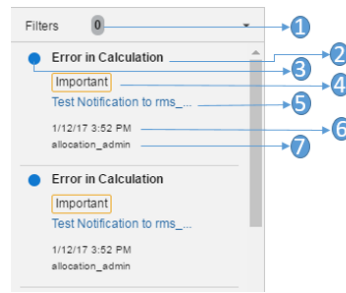 Filters 0
1
Error in Calculation
2
3
Important
4
Test Notification to rms_...
5
1/12/17 3:52 PM
6
allocation_admin
7
Error in Calculation
Important
Test Notification to rms_...
1/12/17 3:52 PM
allocation_admin